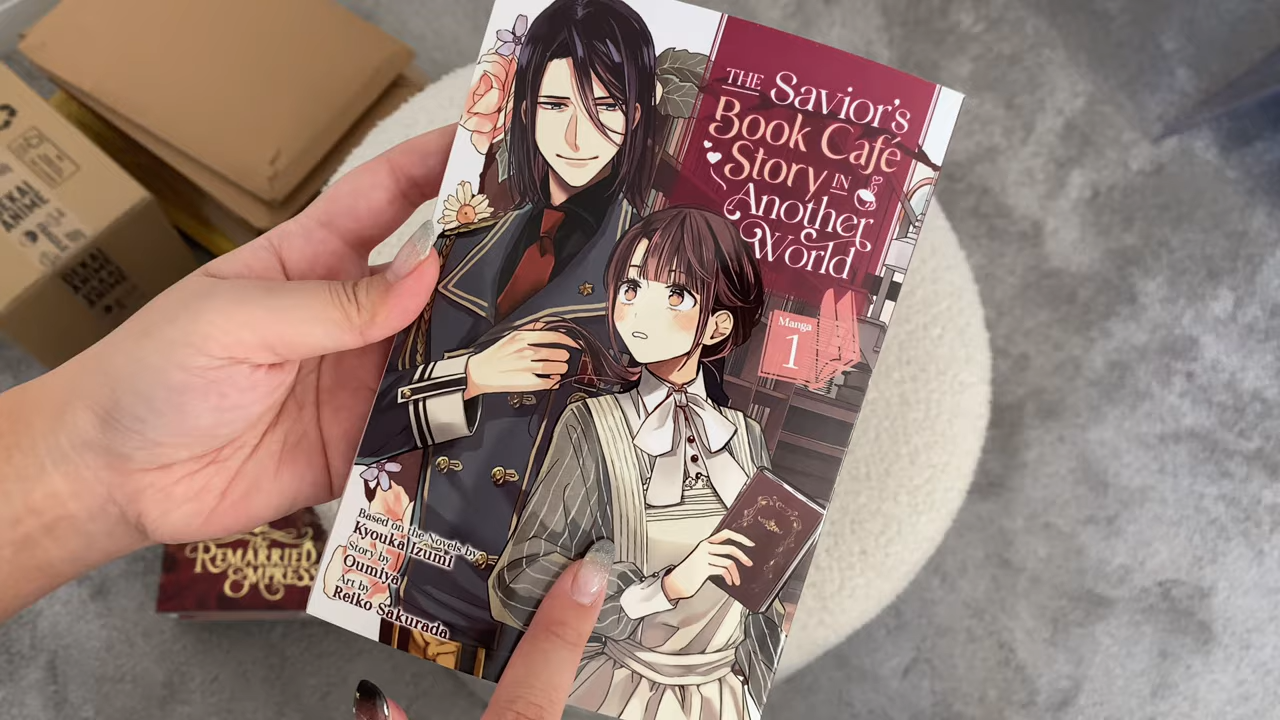 THE Savior's
Book Café
Story IN
Another
World
Manga
1
Based on the Novels by
Kyouka Izumi
Story by
Oumiya
Art by
Reiko Sakurada
REMARRIED
EMPRESS